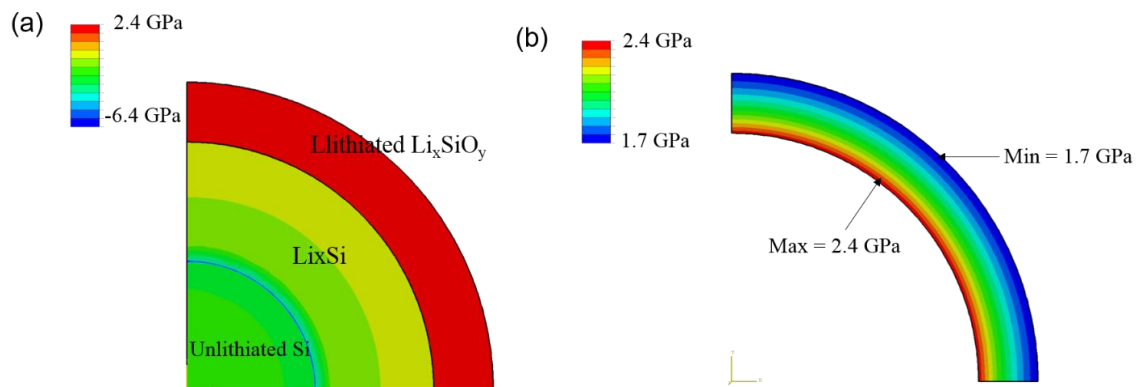 (a)
2.4 GPa
-6.4 GPa
Llithiated LiₓSiOᵧ
LixSi
Unlithiated Si
(b)
2.4 GPa
1.7 GPa
Min = 1.7 GPa
Max = 2.4 GPa